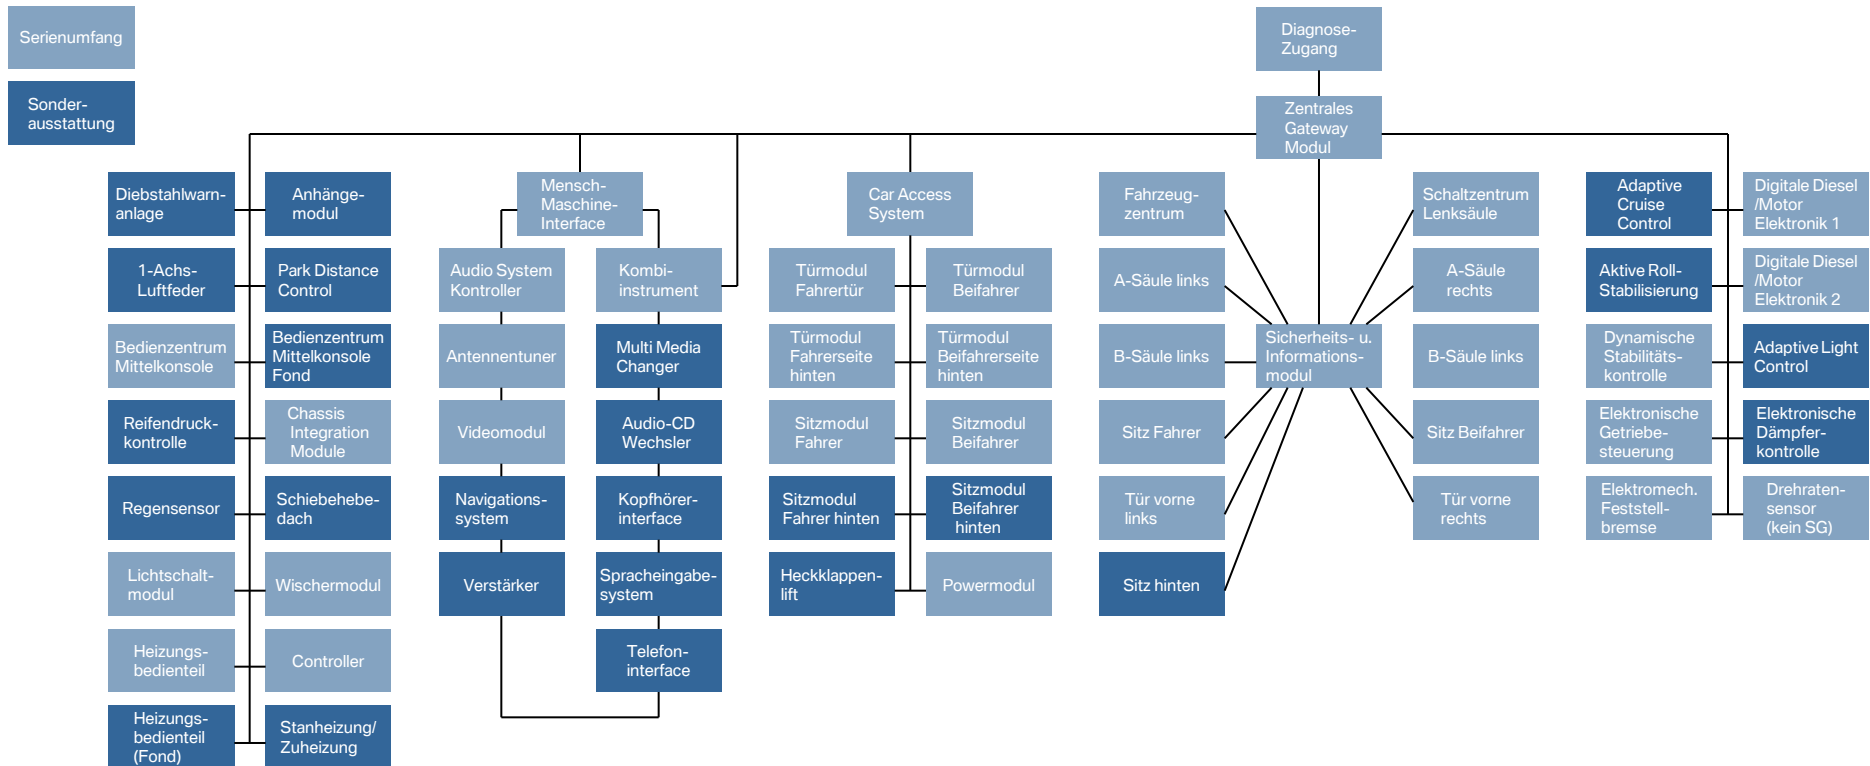 Serienumfang
Sonder-
ausstattung
Diagnose-
Zugang
Zentrales
Gateway
Modul
Diebstahlwarn-
anlage
Anhänge-
modul
1-Achs-
Luftfeder
Park Distance
Control
Bedienzentrum
Mittelkonsole
Bedienzentrum
Mittelkonsole
Fond
Reifendruck-
kontrolle
Chassis
Integration
Module
Regensensor
Schiebehebe-
dach
Lichtschalt-
modul
Wischermodul
Heizungs-
bedienteil
Controller
Heizungs-
bedienteil
(Fond)
Stanheizung/
Zuheizung
Mensch-
Maschine-
Interface
Audio System
Kontroller
Kombi-
instrument
Antennentuner
Multi Media
Changer
Videomodul
Audio-CD
Wechsler
Navigations-
system
Kopfhörer-
interface
Verstärker
Spracheingabe-
system
Telefon-
interface
Car Access
System
Türmodul
Fahrertür
Türmodul
Beifahrer
Türmodul
Fahrerseite
hinten
Türmodul
Beifahrerseite
hinten
Sitzmodul
Fahrer
Sitzmodul
Beifahrer
Sitzmodul
Fahrer hinten
Sitzmodul
Beifahrer
hinten
Heckklappen-
lift
Powermodul
Fahrzeug-
zentrum
Schaltzentrum
Lenksäule
A-Säule links
A-Säule
rechts
B-Säule links
Sicherheits- u.
Informations-
modul
B-Säule links
Sitz Fahrer
Sitz Beifahrer
Tür vorne
links
Tür vorne
rechts
Sitz hinten
Adaptive
Cruise
Control
Digitale Diesel
/Motor
Elektronik 1
Aktive Roll-
Stabilisierung
Digitale Diesel
/Motor
Elektronik 2
Dynamische
Stabilitäts-
kontrolle
Adaptive Light
Control
Elektronische
Getriebe-
steuerung
Elektronische
Dämpfer-
kontrolle
Elektromech.
Feststell-
bremse
Drehraten-
sensor
(kein SG)